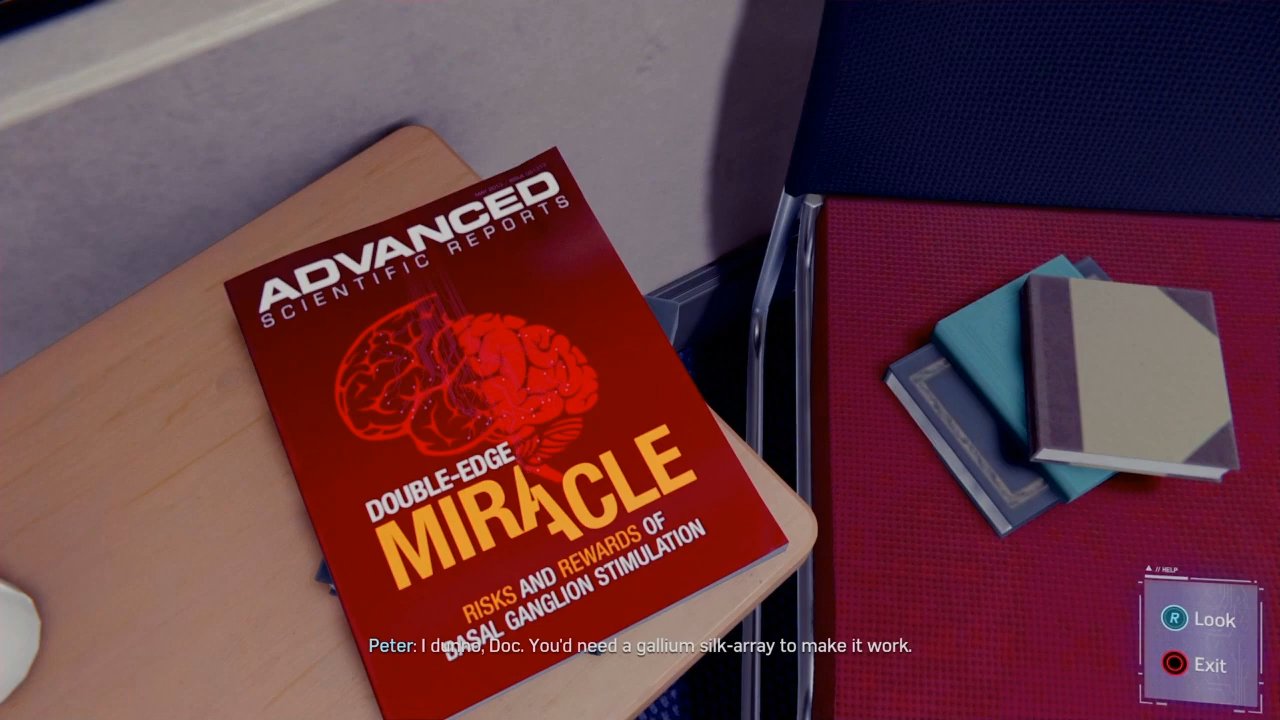 ADVANCED
SCIENTIFIC REPORTS
DOUBLE-EDGE
MIRACLE
RISKS AND REWARDS OF
BASAL GANGLION STIMULATION
Peter: I dunno, Doc. You'd need a gallium silk-array to make it work.
// HELP
R Look
Exit